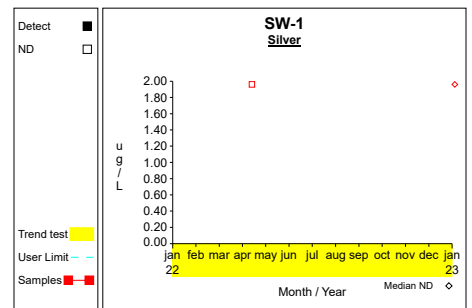 Detect
ND
Trend test
User Limit
Samples
SW-1
Silver
ug/L
2.00
1.80
1.60
1.40
1.20
1.00
0.80
0.60
0.40
0.20
0.00
jan feb mar apr may jun jul aug sep oct nov dec jan
22 23
Month / Year
Median ND